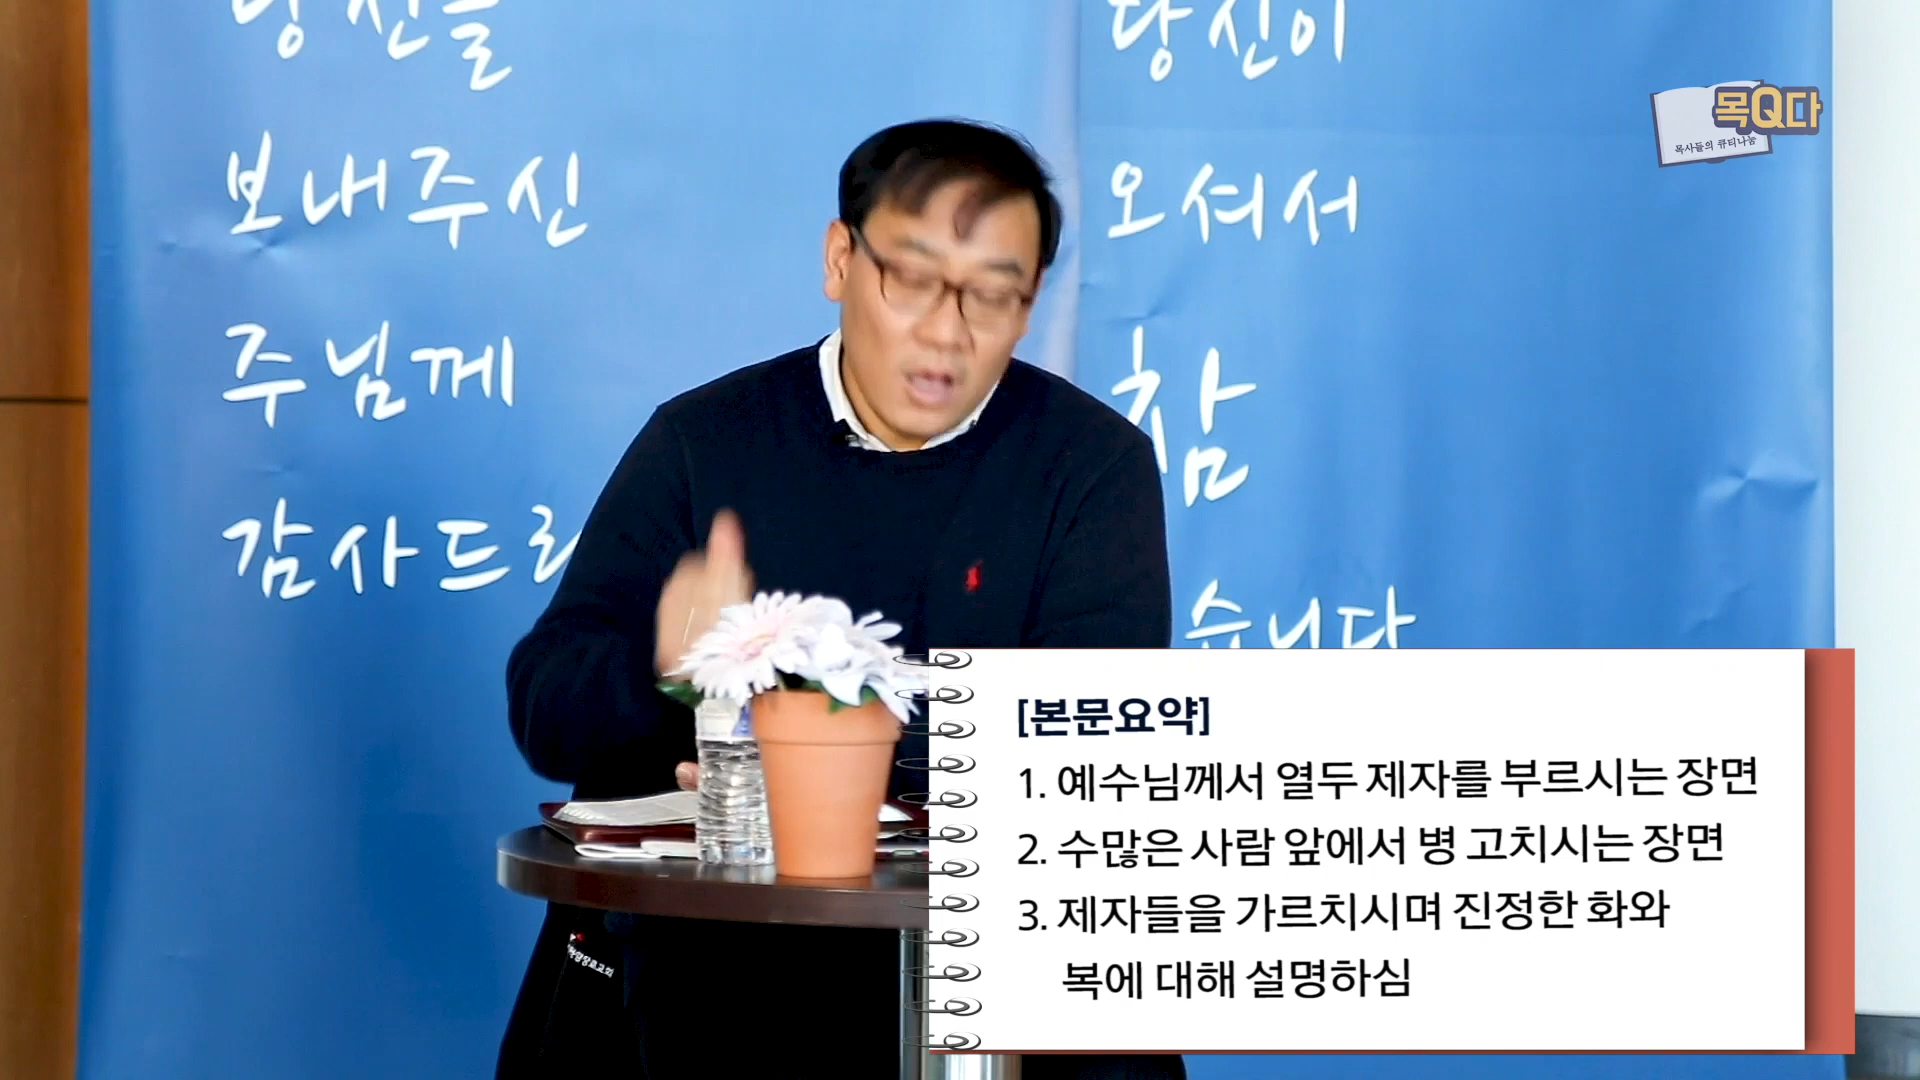 당신을
보내주신
주님께
감사드리
당신이
오셔서
참
습니다
목Q다
목사들의 큐티나눔
[본문요약]
1. 예수님께서 열두 제자를 부르시는 장면
2. 수많은 사람 앞에서 병 고치시는 장면
3. 제자들을 가르치시며 진정한 화와
복에 대해 설명하심